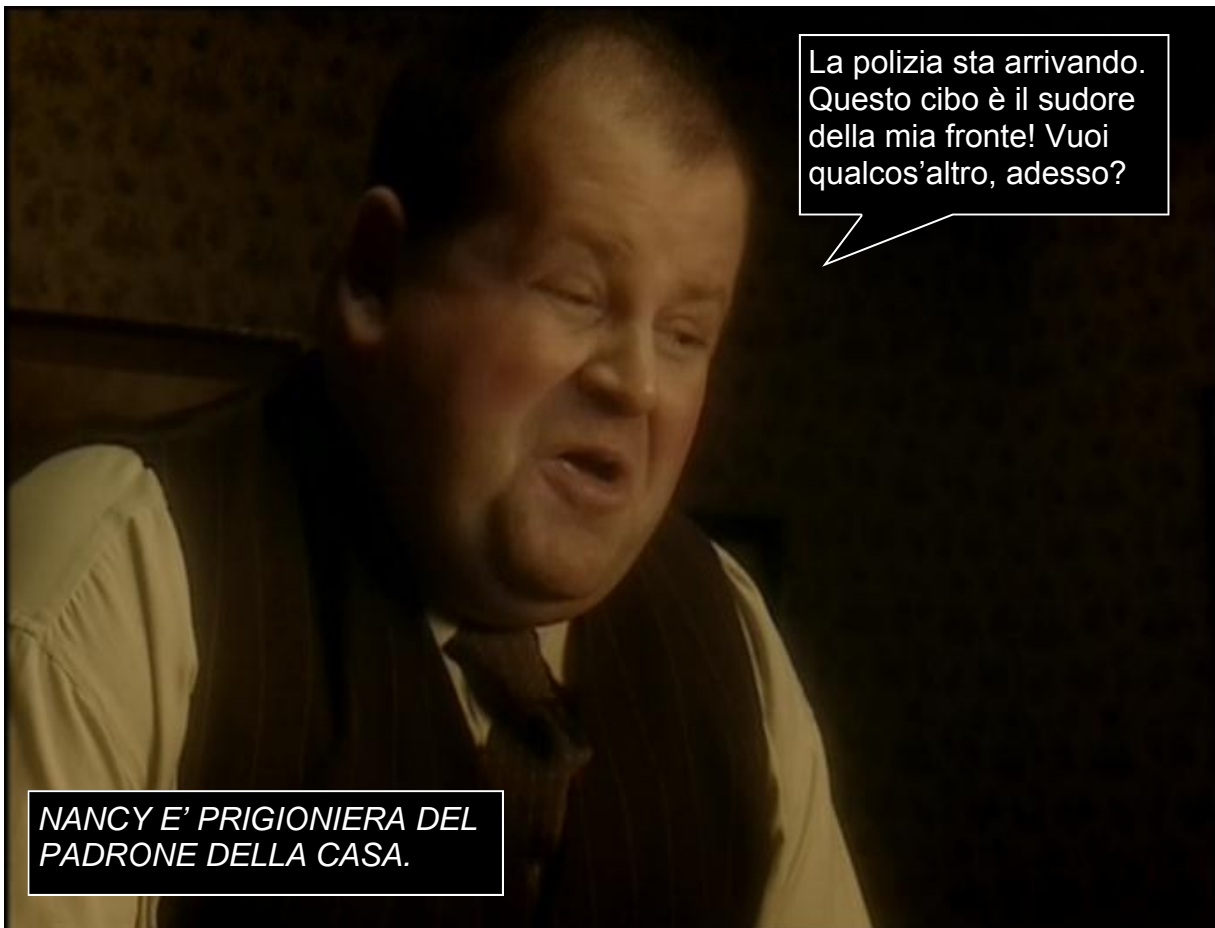 La polizia sta arrivando.
Questo cibo è il sudore
della mia fronte! Vuoi
qualcos’altro, adesso?
NANCY E’ PRIGIONIERA DEL
PADRONE DELLA CASA.